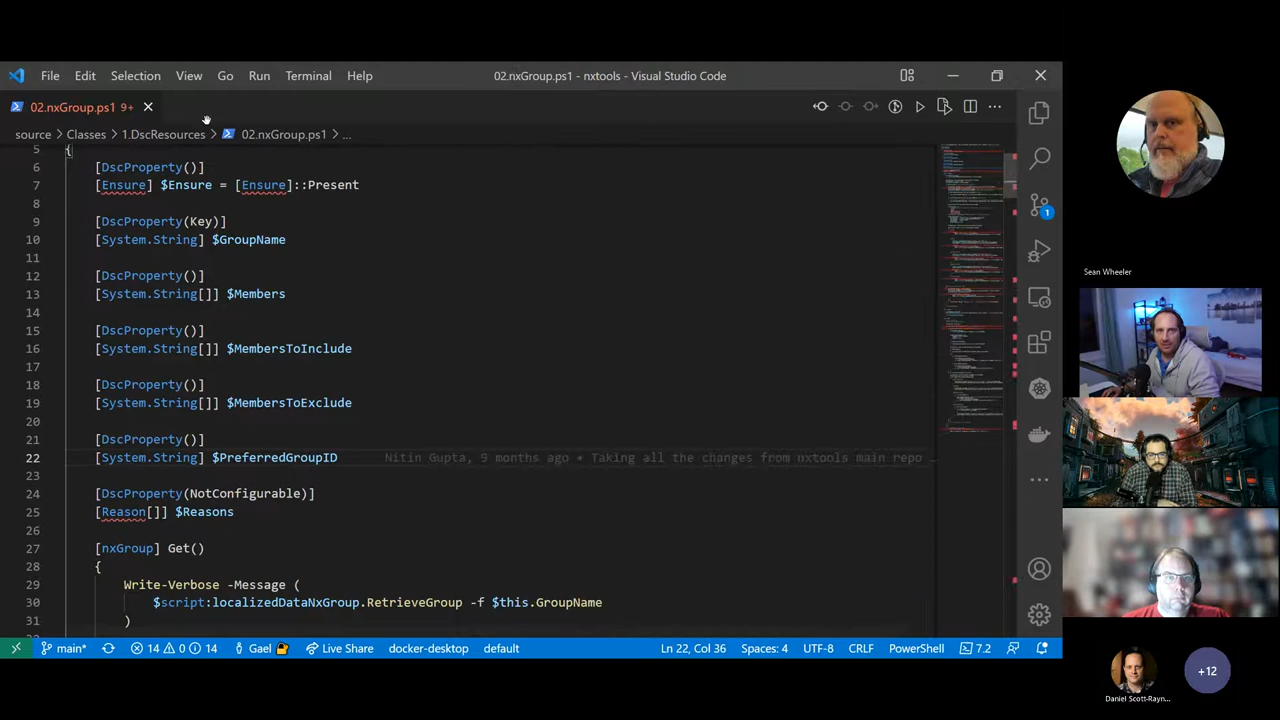 File Edit Selection View Go Run Terminal Help 02.nxGroup.ps1 - nxtools - Visual Studio Code
02.nxGroup.ps1 9+
source > Classes > 1.DscResources > 02.nxGroup.ps1 > ...
5 {
6 [DscProperty()]
7 [Ensure] $Ensure = [Ensure]::Present
8
9 [DscProperty(Key)]
10 [System.String] $GroupName
11
12 [DscProperty()]
13 [System.String[]] $Members
14
15 [DscProperty()]
16 [System.String[]] $MembersToInclude
17
18 [DscProperty()]
19 [System.String[]] $MembersToExclude
20
21 [DscProperty()]
22 [System.String] $PreferredGroupID Nitin Gupta, 9 months ago • Taking all the changes from nxtools main repo …
23
24 [DscProperty(NotConfigurable)]
25 [Reason[]] $Reasons
26
27 [nxGroup] Get()
28 {
29 Write-Verbose -Message (
30 $script:localizedDataNxGroup.RetrieveGroup -f $this.GroupName
31 )
main* 14 0 14 Gael Live Share docker-desktop default Ln 22, Col 36 Spaces: 4 UTF-8 CRLF PowerShell 7.2
1
Sean Wheeler
Daniel Scott-Rayn...
+12